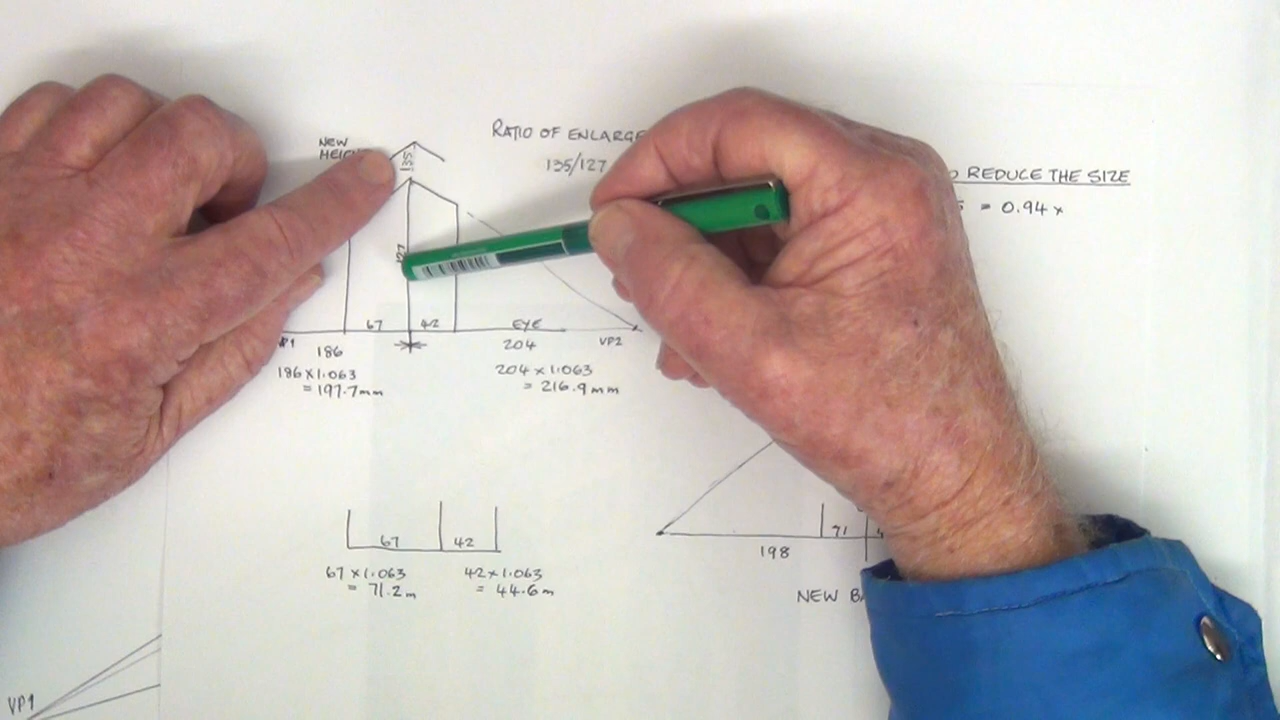 RATIO OF ENLARGE
NEW
135
135/127
REDUCE THE SIZE
= 0.94 x
127
67
42
EYE
186
204
VP2
186 x 1.063
= 197.7mm
204 x 1.063
= 216.9mm
67
42
71
198
67 x 1.063
= 71.2m
42 x 1.063
= 44.6m
NEW
VP1